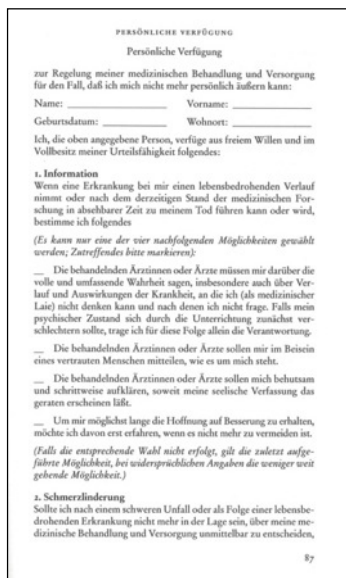 PERSÖNLICHE VERFÜGUNG
Persönliche Verfügung
zur Regelung meiner medizinischen Behandlung und Versorgung
für den Fall, daß ich mich nicht mehr persönlich äußern kann:
Name: Vorname:
Geburtsdatum: Wohnort:
Ich, die oben angegebene Person, verfüge aus freiem Willen und im
Vollbesitz meiner Urteilsfähigkeit folgendes:
1. Information
Wenn eine Erkrankung bei mir einen lebensbedrohenden Verlauf
nimmt oder nach dem derzeitigen Stand der medizinischen For-
schung in absehbarer Zeit zu meinem Tod führen kann oder wird,
bestimme ich folgendes
(Es kann nur eine der vier nachfolgenden Möglichkeiten gewählt
werden; Zutreffendes bitte markieren):
__ Die behandelnden Ärztinnen oder Ärzte müssen mir darüber die
volle und umfassende Wahrheit sagen, insbesondere auch über Ver-
lauf und Auswirkungen der Krankheit, an die ich (als medizinischer
Laie) nicht denken kann und nach denen ich nicht frage. Falls mein
psychischer Zustand sich durch die Unterrichtung zunächst ver-
schlechtern sollte, trage ich für diese Folge allein die Verantwortung.
__ Die behandelnden Ärztinnen oder Ärzte sollen mir im Beisein
eines vertrauten Menschen mitteilen, wie es um mich steht.
__ Die behandelnden Ärztinnen oder Ärzte sollen mich behutsam
und schrittweise aufklären, soweit meine seelische Verfassung das
geraten erscheinen läßt.
__ Um mir möglichst lange die Hoffnung auf Besserung zu erhalten,
möchte ich davon erst erfahren, wenn es nicht mehr zu vermeiden ist.
(Falls die entsprechende Wahl nicht erfolgt, gilt die zuletzt aufge-
führte Möglichkeit, bei widersprüchlichen Angaben die weniger weit
gehende Möglichkeit.)
2. Schmerzlinderung
Sollte ich nach einem schweren Unfall oder als Folge einer lebensbe-
drohenden Erkrankung nicht mehr in der Lage sein, über meine me-
dizinische Behandlung und Versorgung unmittelbar zu entscheiden,
87